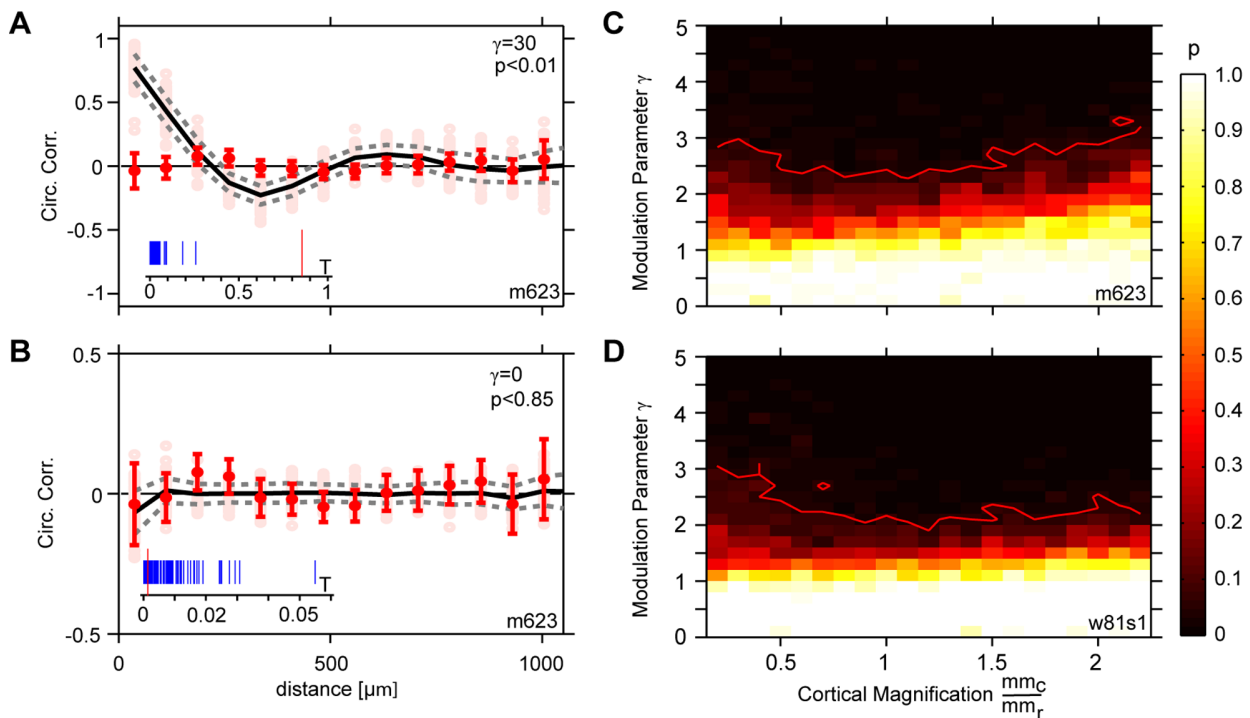 A
1
0.5
0
-0.5
-1
Circ. Corr.
γ=30
p<0.01
0 0.5 1
T
m623
B
0.5
0
-0.5
Circ. Corr.
γ=0
p<0.85
0 0.02 0.05
T
m623
0 500 1000
distance [µm]
C
5
4
3
2
1
0
Modulation Parameter γ
m623
D
5
4
3
2
1
0
Modulation Parameter γ
w81s1
0.5 1 1.5 2
Cortical Magnification mm_c
mm_r
p
1.0
0.9
0.8
0.7
0.6
0.5
0.4
0.3
0.2
0.1
0